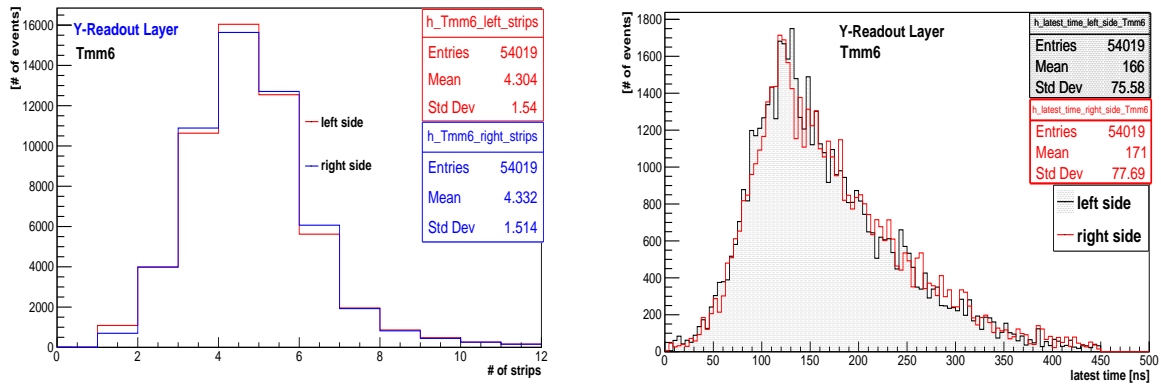 [# of events]
16000
14000
12000
10000
8000
6000
4000
2000
0
Y-Readout Layer
Tmm6
h_Tmm6_left_strips
Entries 54019
Mean 4.304
Std Dev 1.54
h_Tmm6_right_strips
Entries 54019
Mean 4.332
Std Dev 1.514
left side
right side
0 2 4 6 8 10 12
# of strips
[# of events]
1800
1600
1400
1200
1000
800
600
400
200
0
Y-Readout Layer
Tmm6
h_latest_time_left_side_Tmm6
Entries 54019
Mean 166
Std Dev 75.58
h_latest_time_right_side_Tmm6
Entries 54019
Mean 171
Std Dev 77.69
left side
right side
0 50 100 150 200 250 300 350 400 450 500
latest time [ns]